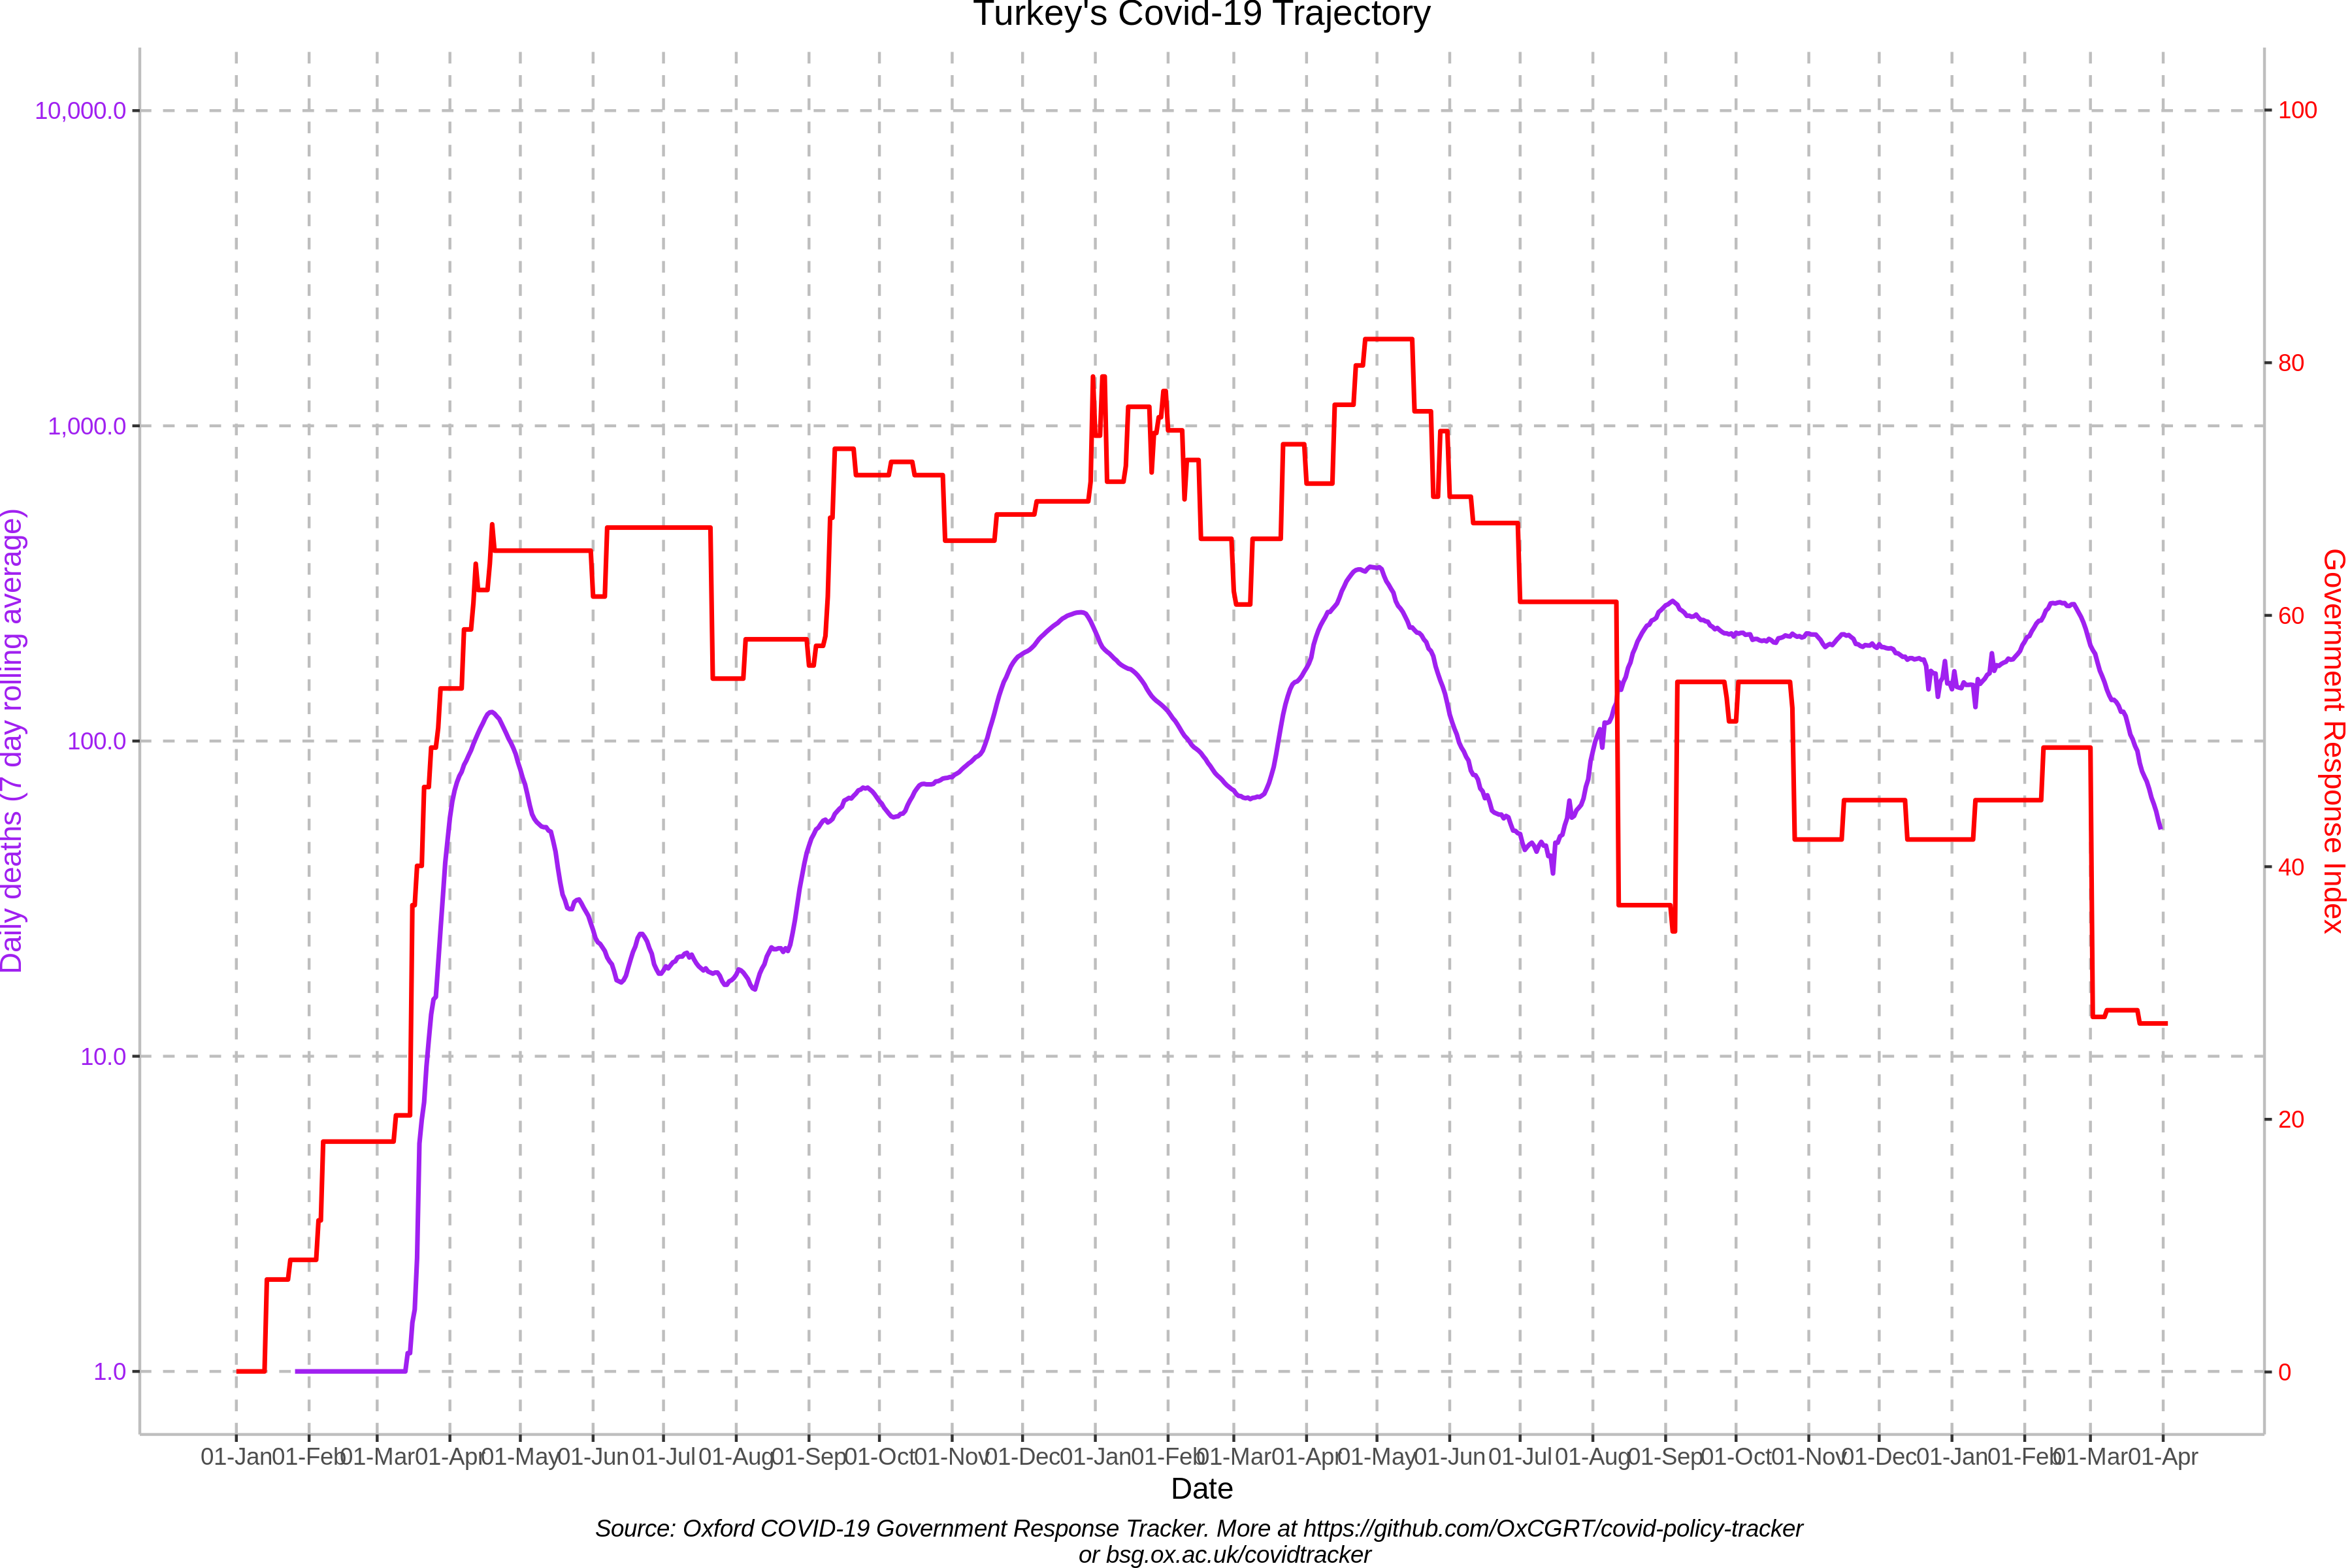 Turkey's Covid-19 Trajectory
10,000.0
1,000.0
100.0
10.0
1.0
Daily deaths (7 day rolling average)
100
80
60
40
20
0
Government Response Index
01-Jan 01-Feb 01-Mar 01-Apr 01-May 01-Jun 01-Jul 01-Aug 01-Sep 01-Oct 01-Nov 01-Dec 01-Jan 01-Feb 01-Mar 01-Apr 01-May 01-Jun 01-Jul 01-Aug 01-Sep 01-Oct 01-Nov 01-Dec 01-Jan 01-Feb 01-Mar 01-Apr
Date
Source: Oxford COVID-19 Government Response Tracker. More at https://github.com/OxCGRT/covid-policy-tracker
or bsg.ox.ac.uk/covidtracker